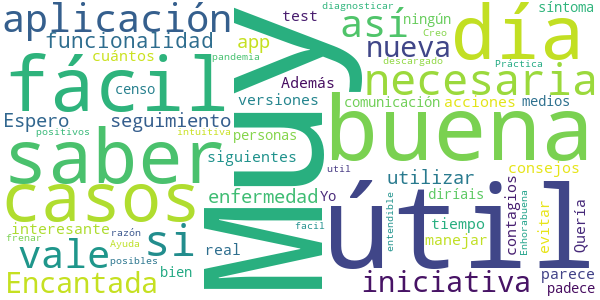 aplicación
funcionalidad
cuántos
app
test
diagnosticar
así
ningún
Creo
síntoma
día
nueva
descargado
Práctica
pandemia
fácil
censo
Además
necesaria
versiones
comunicación
acciones
medios
Espero
seguimiento
positivos
intuitiva
personas
buena
saber
siguientes
Muy
util
utilizar
consejos
casos
enfermedad
Yo
diríais
útil
interesante
si
facil
entendible
tiempo
contagios
Enhorabuena
evitar
Quería
frenar
razón
vale
real
manejar
Ayuda
posibles
bien
Encantada
iniciativa
parece
padece